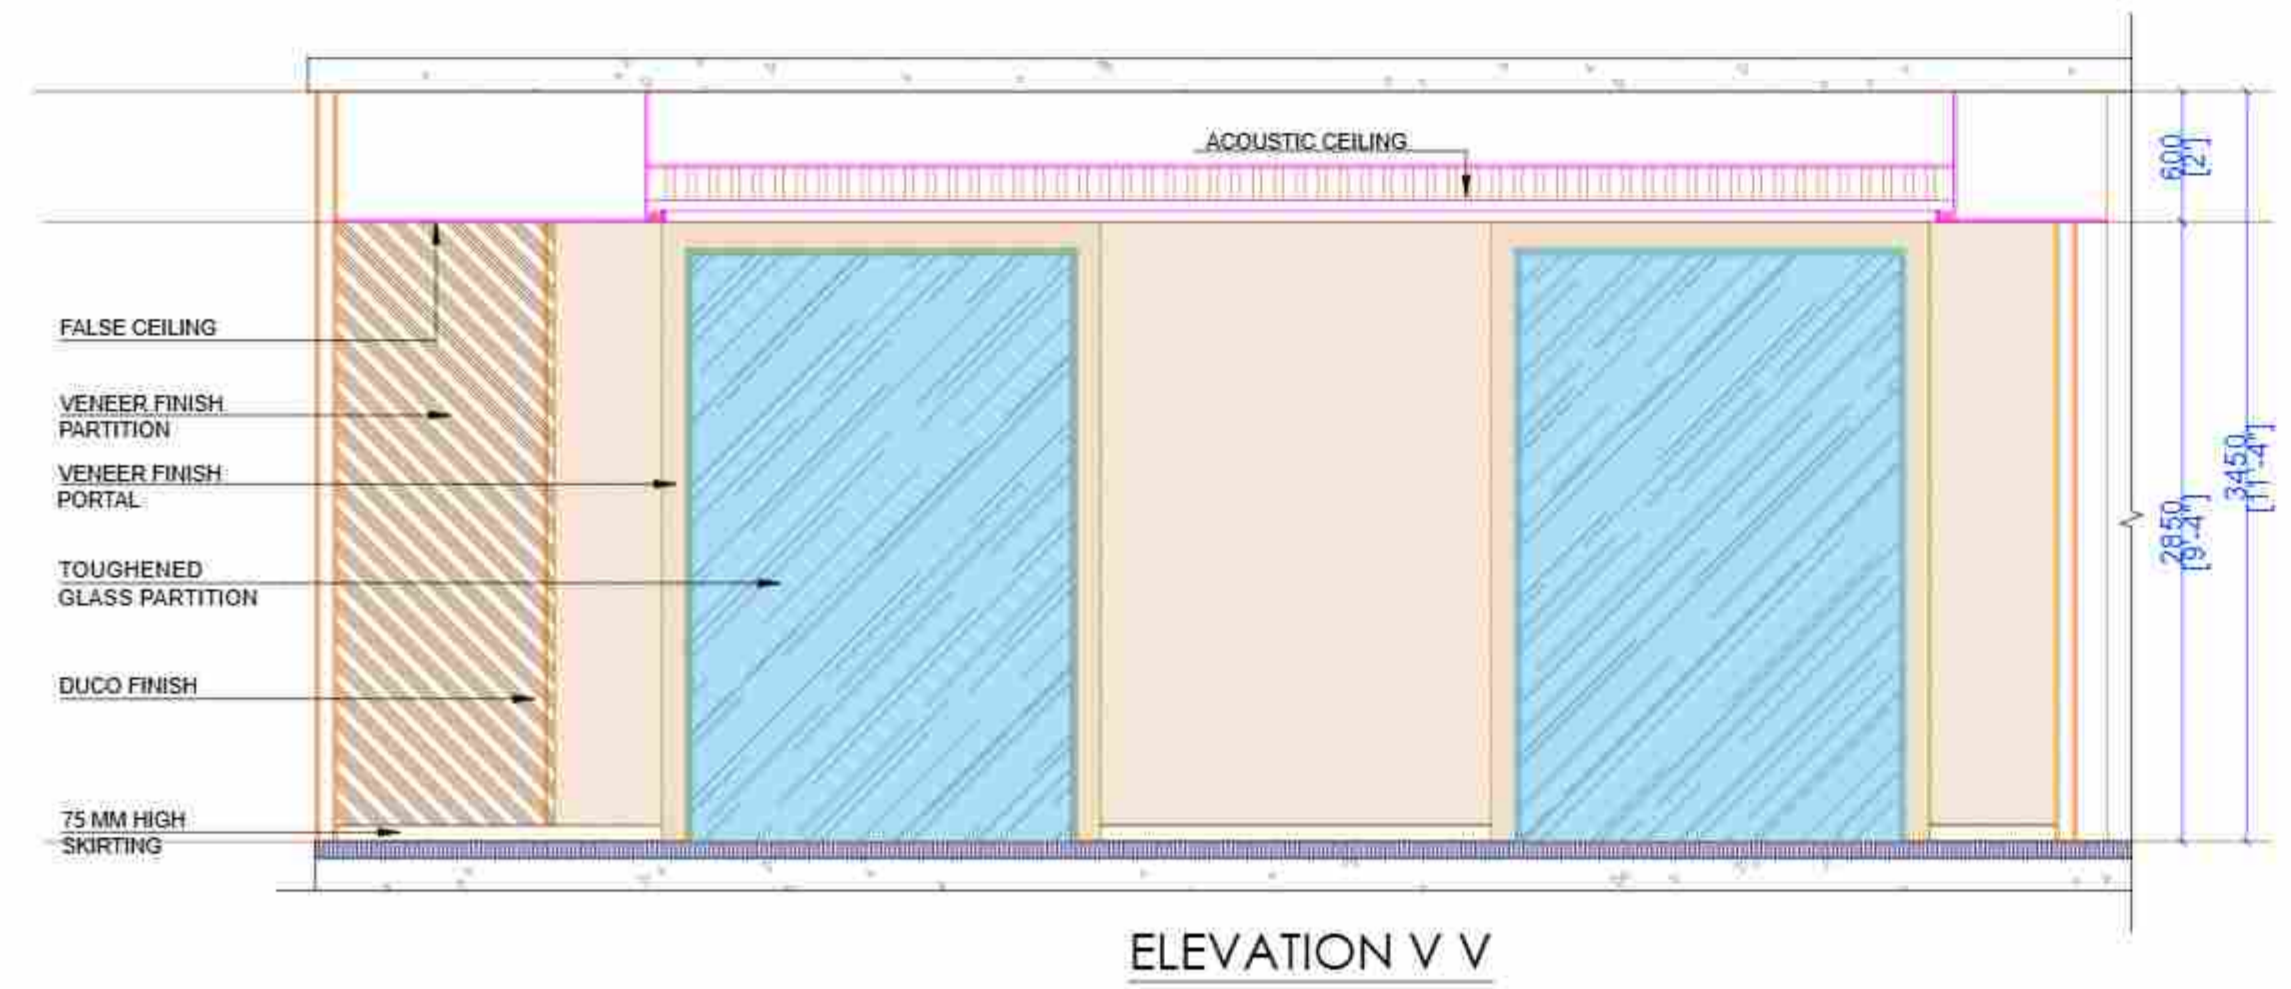 ACOUSTIC CEILING
600
[2']
FALSE CEILING
VENEER FINISH
PARTITION
VENEER FINISH
PORTAL
TOUGHENED
GLASS PARTITION
DUCO FINISH
75 MM HIGH
SKIRTING
2850
[9'-4"]
3450
[11'-4"]
ELEVATION V V